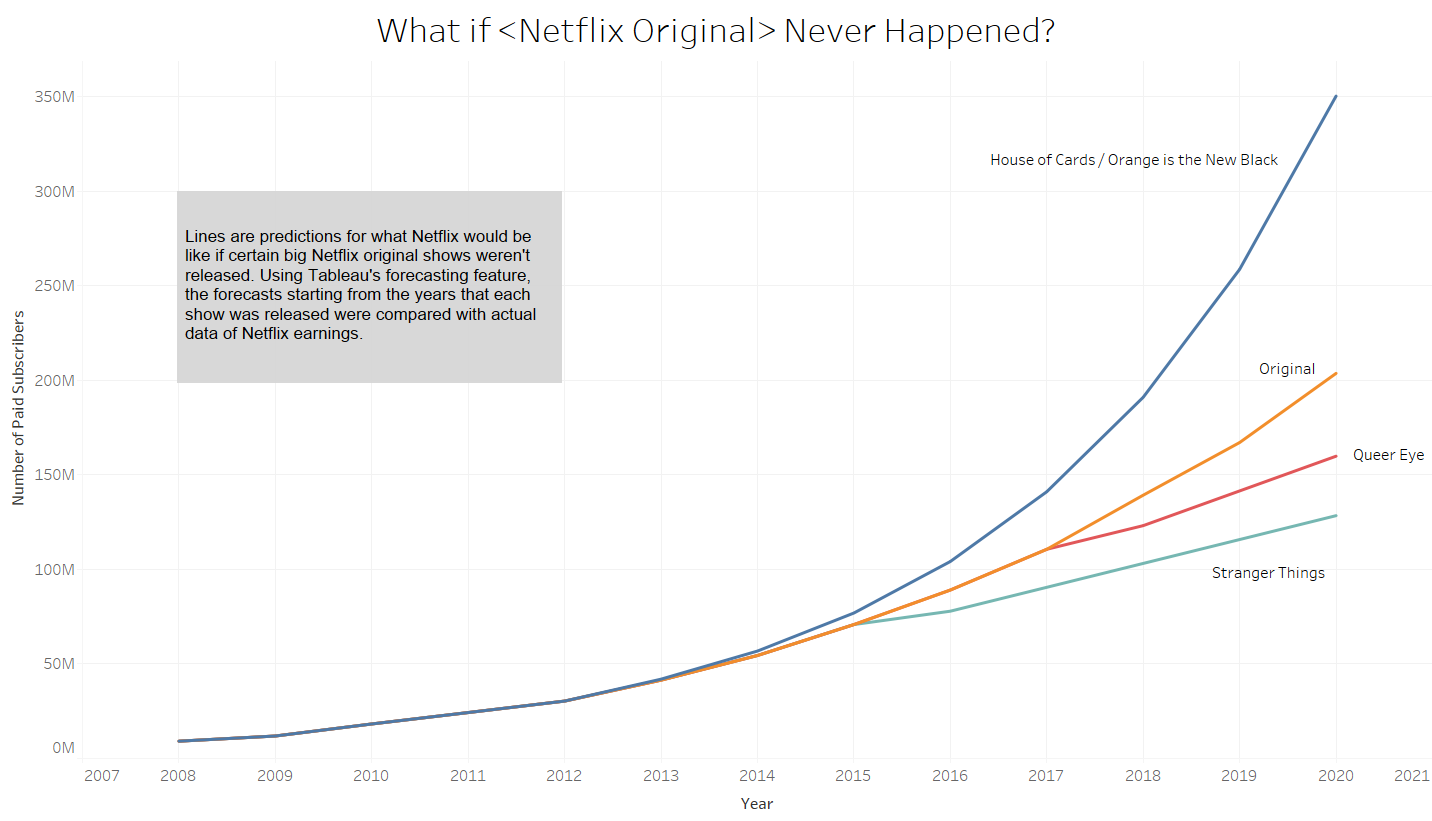 What if <Netflix Original> Never Happened?
350M
House of Cards / Orange is the New Black
300M
Lines are predictions for what Netflix would be
like if certain big Netflix original shows weren't
released. Using Tableau's forecasting feature,
the forecasts starting from the years that each
show was released were compared with actual
data of Netflix earnings.
250M
200M
150M
100M
50M
0M
Number of Paid Subscribers
Original
Queer Eye
Stranger Things
2007 2008 2009 2010 2011 2012 2013 2014 2015 2016 2017 2018 2019 2020 2021
Year